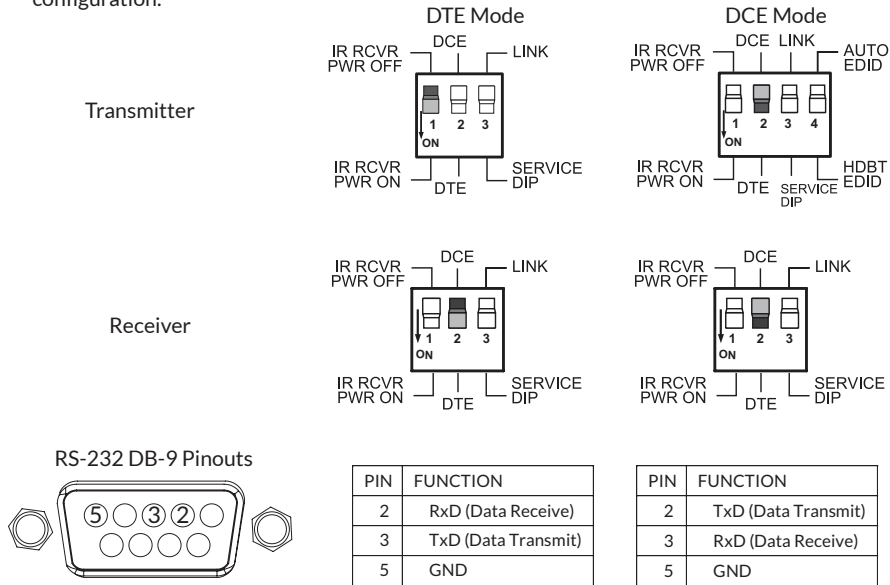 configuration.
DTE Mode
DCE Mode
Transmitter
IR RCVR
PWR OFF
DCE
LINK
1 2 3
ON
IR RCVR
PWR ON
DTE
SERVICE
DIP
IR RCVR
PWR OFF
DCE LINK
AUTO
EDID
1 2 3 4
ON
IR RCVR
PWR ON
DTE
SERVICE
DIP
HDBT
EDID
Receiver
IR RCVR
PWR OFF
DCE
LINK
1 2 3
ON
IR RCVR
PWR ON
DTE
SERVICE
DIP
IR RCVR
PWR OFF
DCE
LINK
1 2 3
ON
IR RCVR
PWR ON
DTE
SERVICE
DIP
RS-232 DB-9 Pinouts
5 3 2
PIN FUNCTION
2 RxD (Data Receive)
3 TxD (Data Transmit)
5 GND
PIN FUNCTION
2 TxD (Data Transmit)
3 RxD (Data Receive)
5 GND